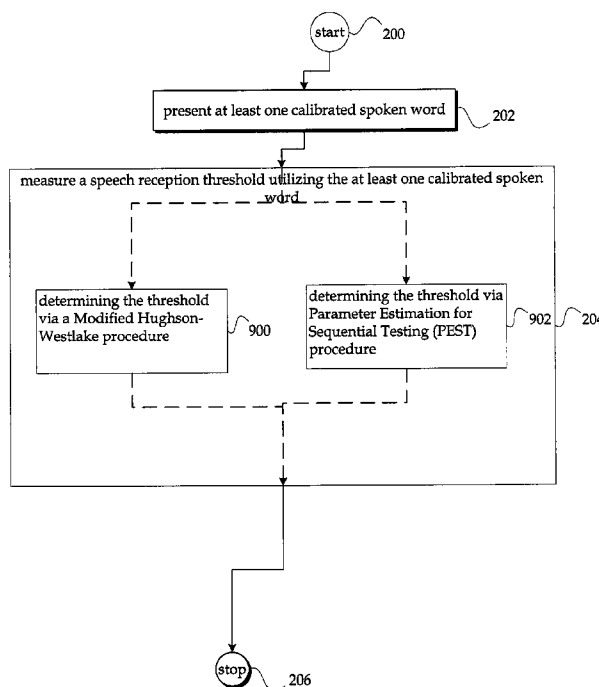 start
200
present at least one calibrated spoken word
202
measure a speech reception threshold utilizing the at least one calibrated spoken
word
determining the threshold
via a Modified Hughson-
Westlake procedure
900
determining the threshold via
Parameter Estimation for
Sequential Testing (PEST)
procedure
902
204
stop
206